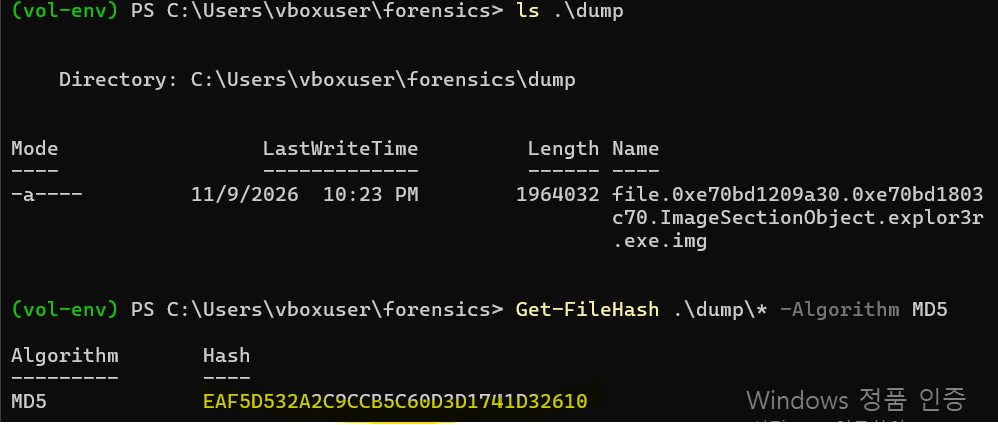 (vol-env) PS C:\Users\vboxuser\forensics> ls .\dump
Directory: C:\Users\vboxuser\forensics\dump
Mode LastWriteTime Length Name
---- ------------- ------ ----
-a---- 11/9/2026 10:23 PM 1964032 file.0xe70bd1209a30.0xe70bd1803
c70.ImageSectionObject.explor3r
.exe.img
(vol-env) PS C:\Users\vboxuser\forensics> Get-FileHash .\dump\* -Algorithm MD5
Algorithm Hash
--------- ----
MD5 EAF5D532A2C9CCB5C60D3D1741D32610
Windows 정품 인증